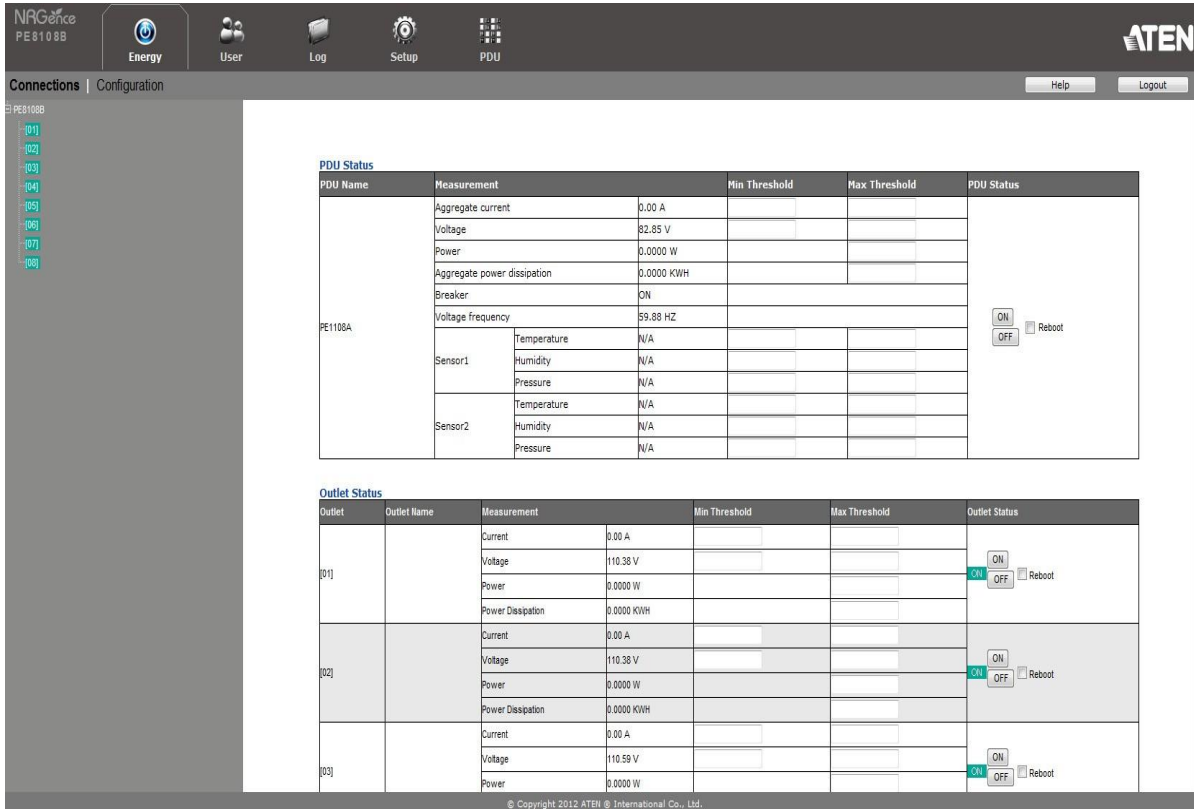 NRGence
PE8108B
Energy
User
Log
Setup
PDU
ATEN
Connections | Configuration
Help
Logout
PE8108B
[01]
[02]
[03]
[04]
[05]
[06]
[07]
[08]
PDU Status
PDU Name Measurement Min Threshold Max Threshold PDU Status
PE1108A
Aggregate current 0.00 A
Voltage 82.85 V
Power 0.0000 W
Aggregate power dissipation 0.0000 KWH
Breaker ON
Voltage frequency 59.88 HZ
Sensor1
Temperature N/A
Humidity N/A
Pressure N/A
Sensor2
Temperature N/A
Humidity N/A
Pressure N/A
ON
OFF
Reboot
Outlet Status
Outlet Outlet Name Measurement Min Threshold Max Threshold Outlet Status
[01]
Current 0.00 A
Voltage 110.38 V
Power 0.0000 W
Power Dissipation 0.0000 KWH
ON
ON
OFF
Reboot
[02]
Current 0.00 A
Voltage 110.38 V
Power 0.0000 W
Power Dissipation 0.0000 KWH
ON
ON
OFF
Reboot
[03]
Current 0.00 A
Voltage 110.59 V
Power 0.0000 W
ON
ON
OFF
Reboot
© Copyright 2012 ATEN ® International Co., Ltd.